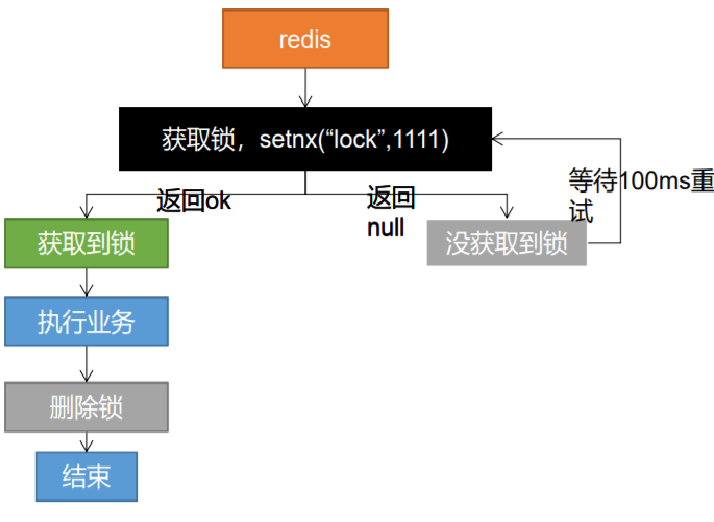 redis
获取锁，setnx(“lock”,1111)
返回ok
返回
null
等待100ms重
试
获取到锁
没获取到锁
执行业务
删除锁
结束